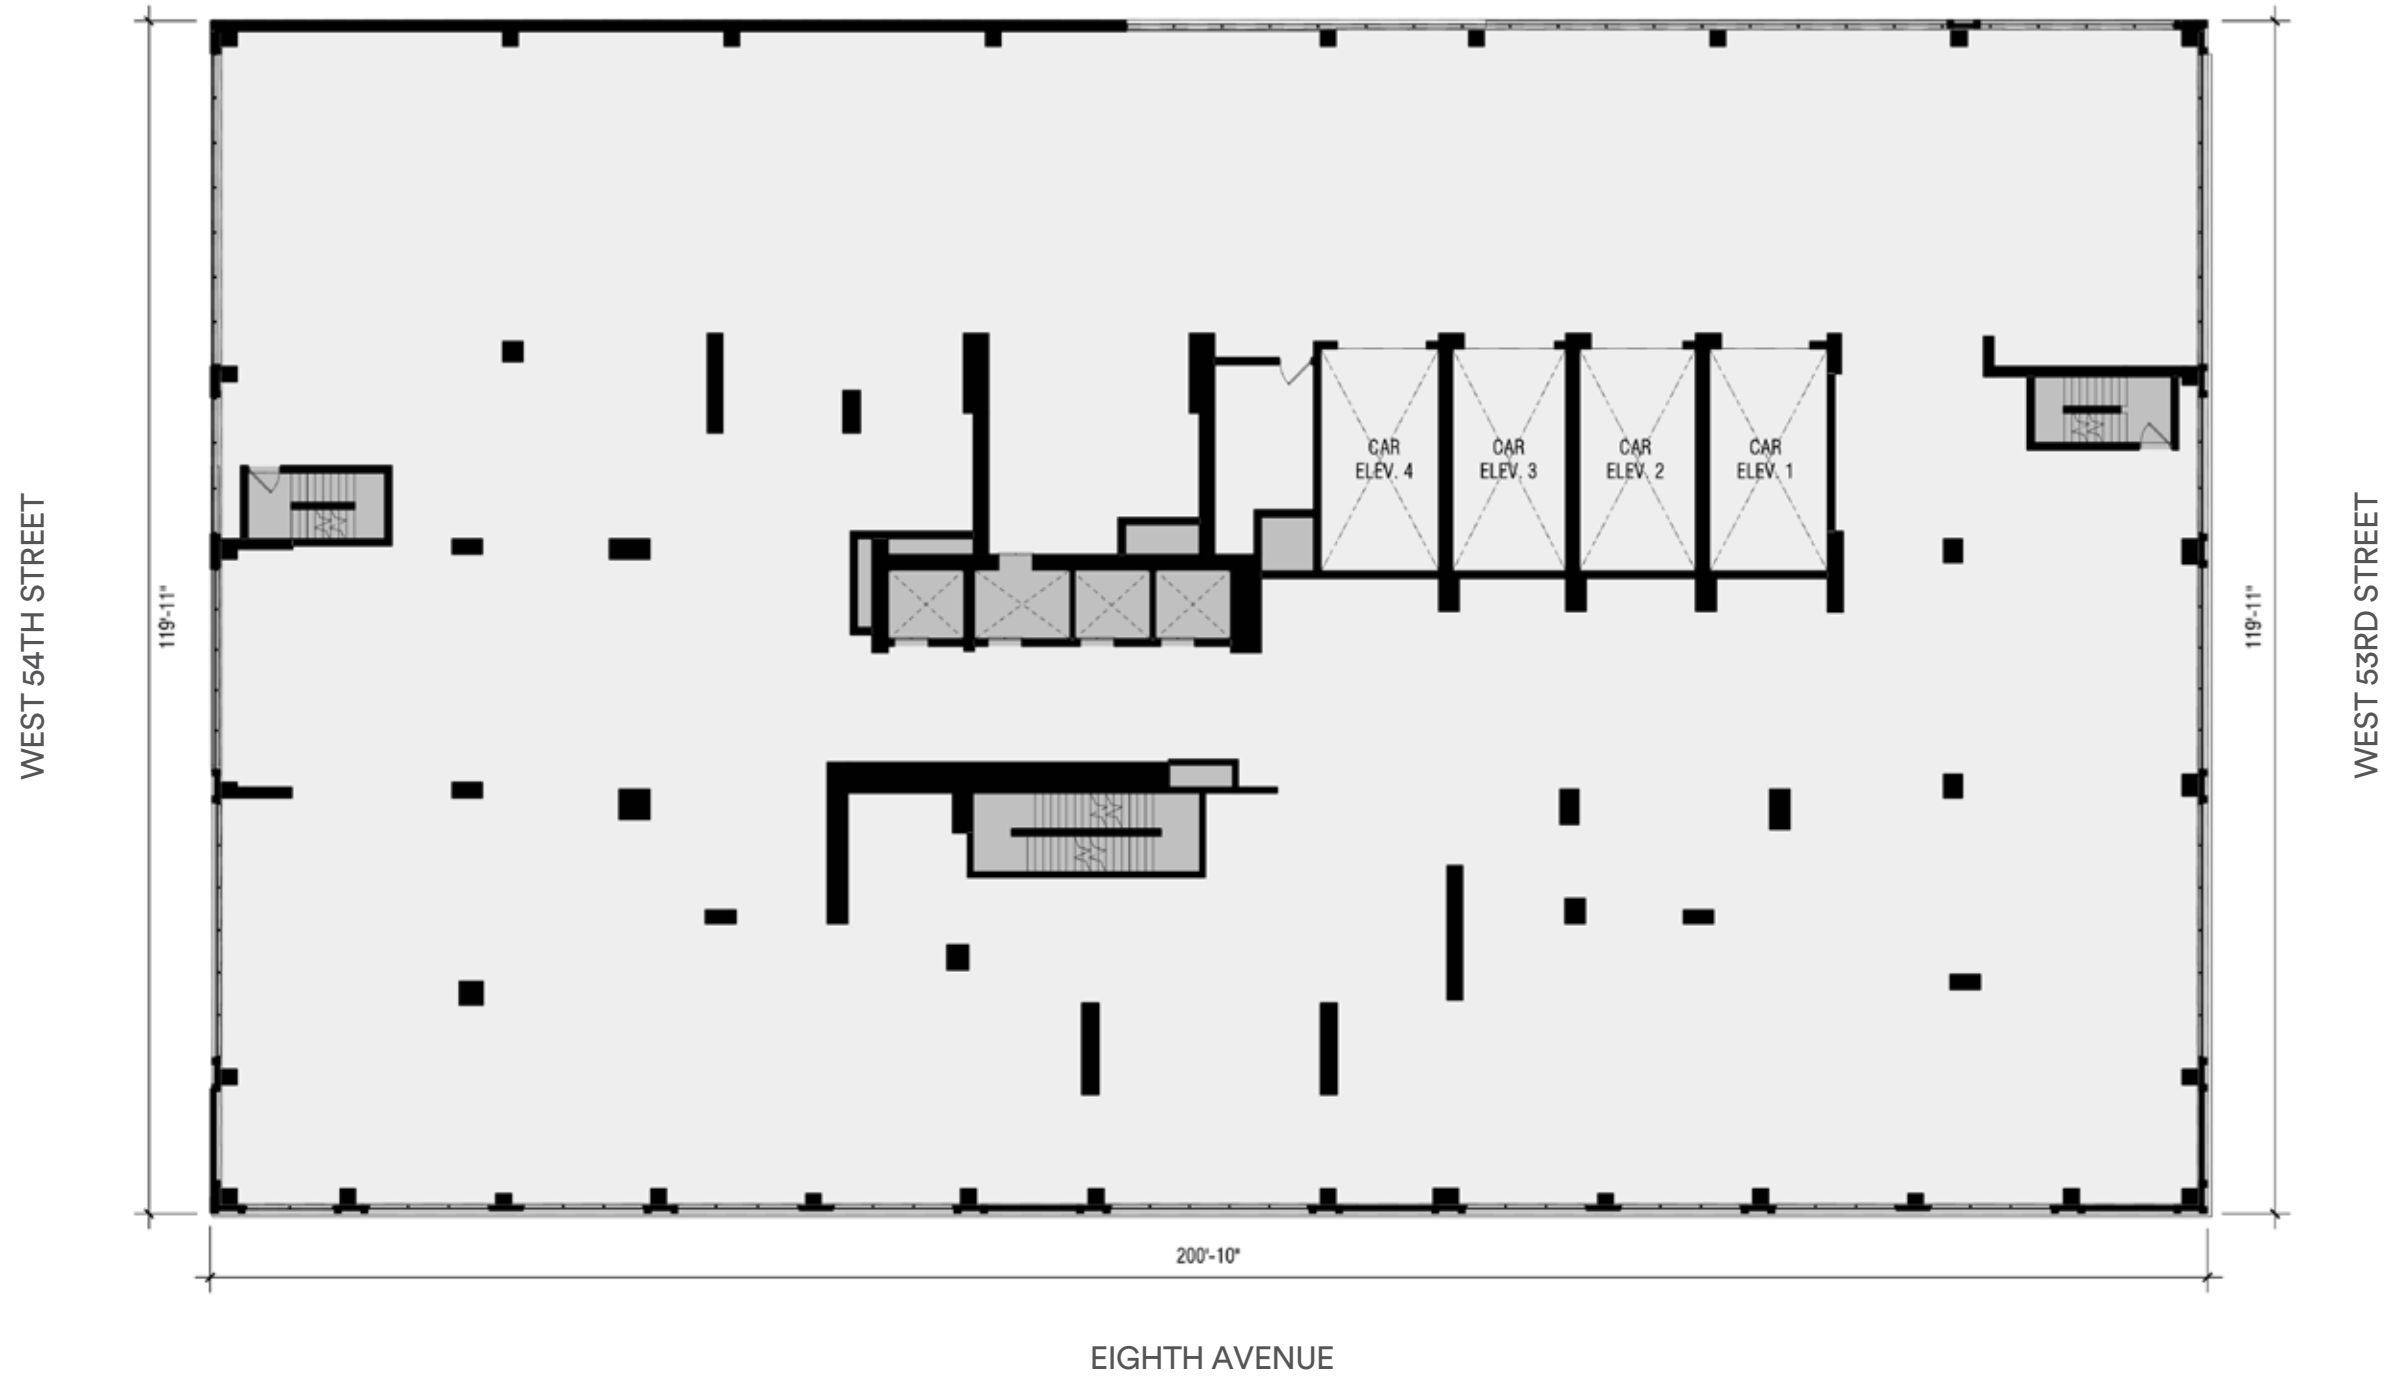 WEST 54TH STREET
119'-11"
CAR
ELEV. 4
CAR
ELEV. 3
CAR
ELEV. 2
CAR
ELEV. 1
119'-11"
WEST 53RD STREET
200'-10"
EIGHTH AVENUE